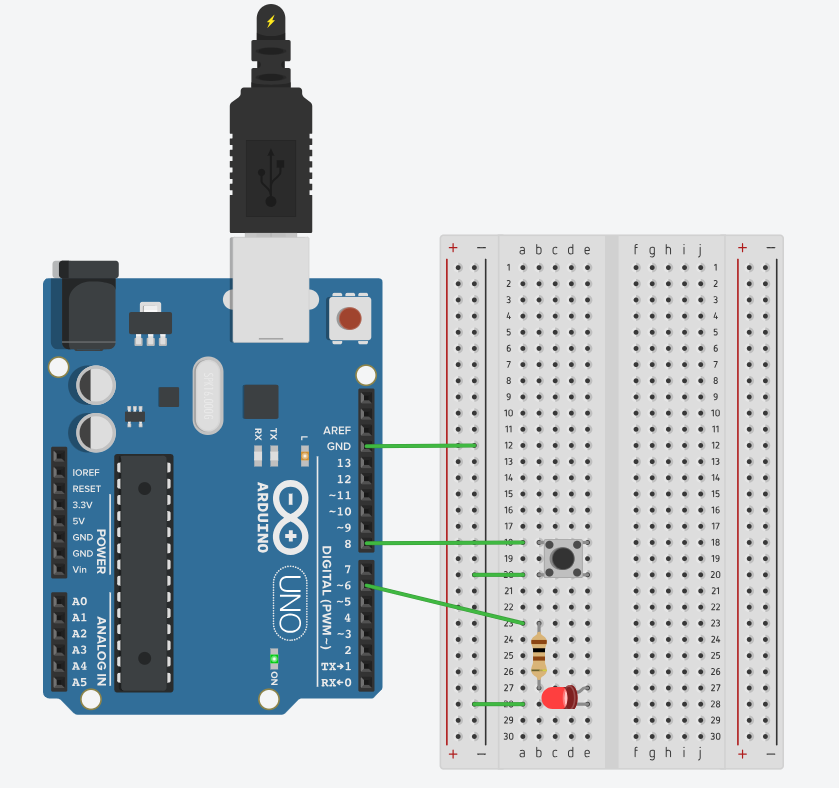 AREF
GND
13
12
~11
~10
~9
8
7
~6
~5
4
~3
2
TX→1
RX←0
DIGITAL (PWM~)
IOREF
RESET
3.3V
5V
GND
GND
Vin
POWER
A0
A1
A2
A3
A4
A5
ANALOG IN
RX
TX
L
ARDUINO
UNO
ON
+ − a b c d e f g h i j + −
1 1
2 2
3 3
4 4
5 5
6 6
7 7
8 8
9 9
10 10
11 11
12 12
13 13
14 14
15 15
16 16
17 17
18 18
19 19
20 20
21 21
22 22
23 23
24 24
25 25
26 26
27 27
28 28
29 29
30 30
+ − a b c d e f g h i j + −